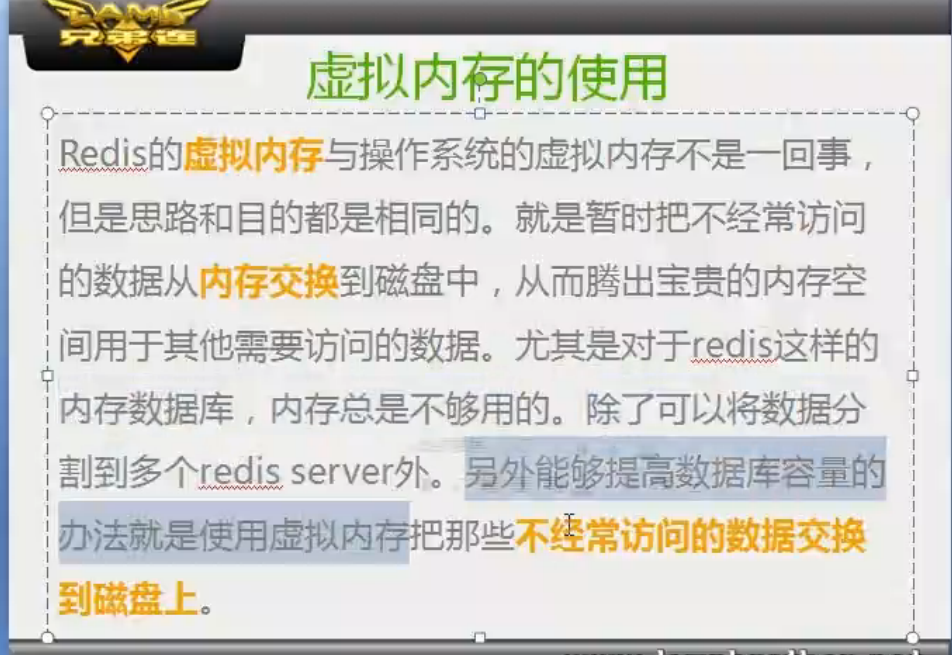 LAMP
兄弟连
虚拟内存的使用
Redis的虚拟内存与操作系统的虚拟内存不是一回事，
但是思路和目的都是相同的。就是暂时把不经常访问
的数据从内存交换到磁盘中，从而腾出宝贵的内存空
间用于其他需要访问的数据。尤其是对于redis这样的
内存数据库，内存总是不够用的。除了可以将数据分
割到多个redis server外。另外能够提高数据库容量的
办法就是使用虚拟内存把那些不经常访问的数据交换
到磁盘上。